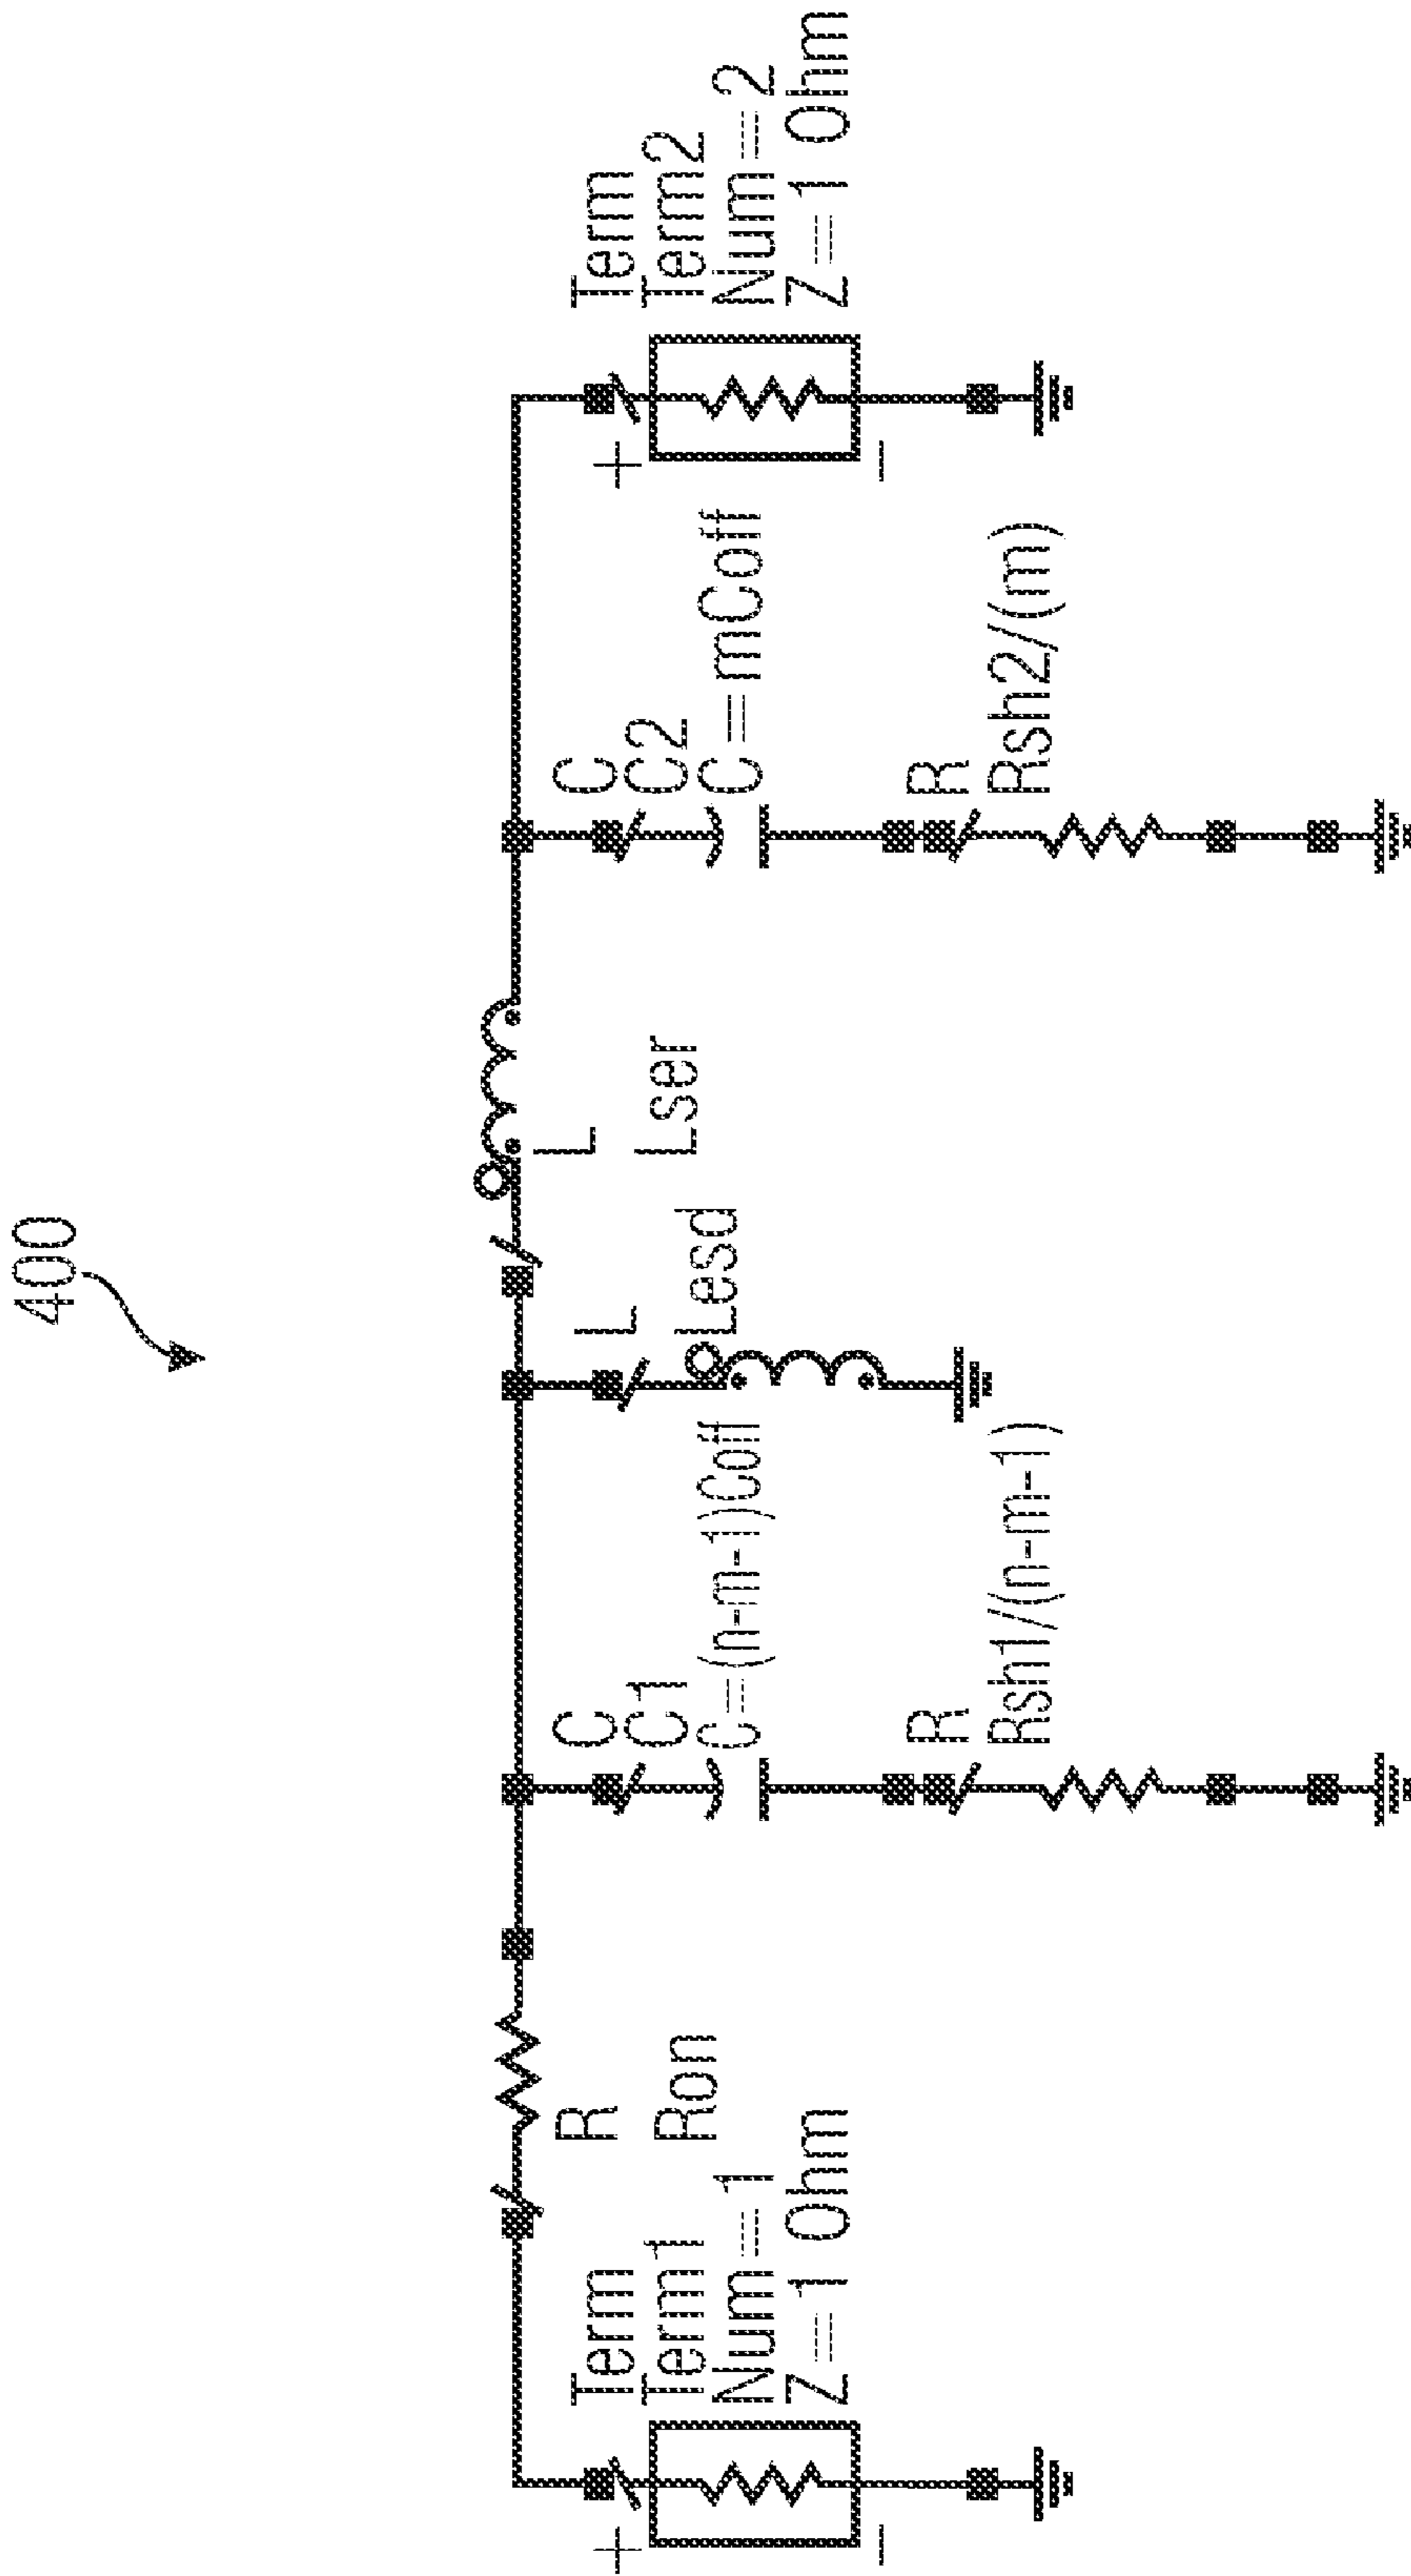 400
Term
Term1
Num=1
Z=1 Ohm
+
-
R
Ron
C
C1
C=(n-m-1)Coff
R
Rsh1/(n-m-1)
L
Lesd
L
Lser
C
C2
C=mCoff
R
Rsh2/(m)
Term
Term2
Num=2
Z=1 Ohm
+
-